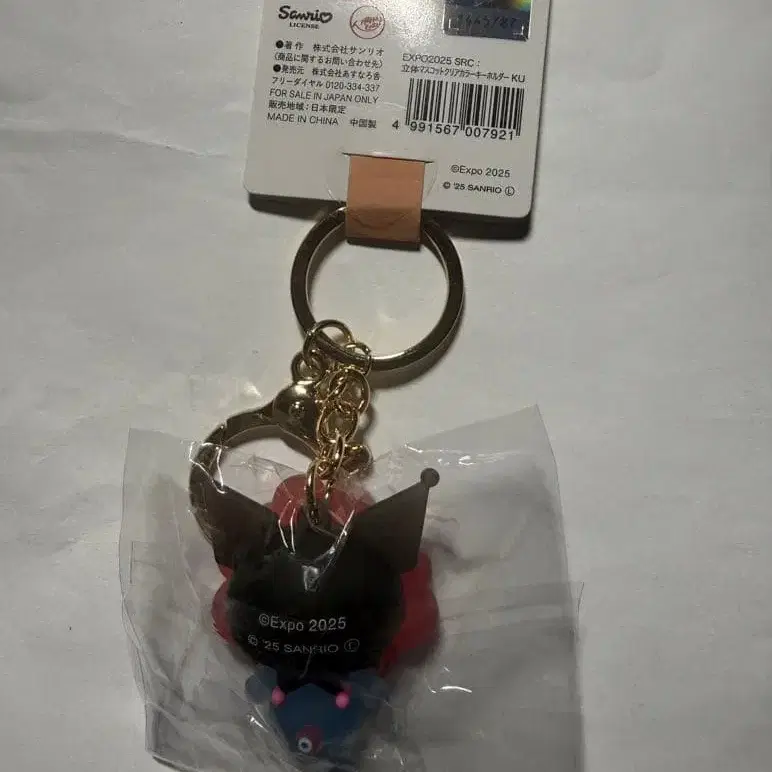 Sanrio
LICENSE
●著作 株式会社サンリオ
(商品に関するお問い合わせ先)
●発売元 株式会社あすなろ舎
フリーダイヤル 0120-334-337
FOR SALE IN JAPAN ONLY
販売地域:日本限定
MADE IN CHINA 中国製
EXPO2025 SRC:
立体マスコットクリアカラーキーホルダー KU
4 991567 007921
©Expo 2025
© '25 SANRIO Ⓛ
©Expo 2025
© '25 SANRIO Ⓛ